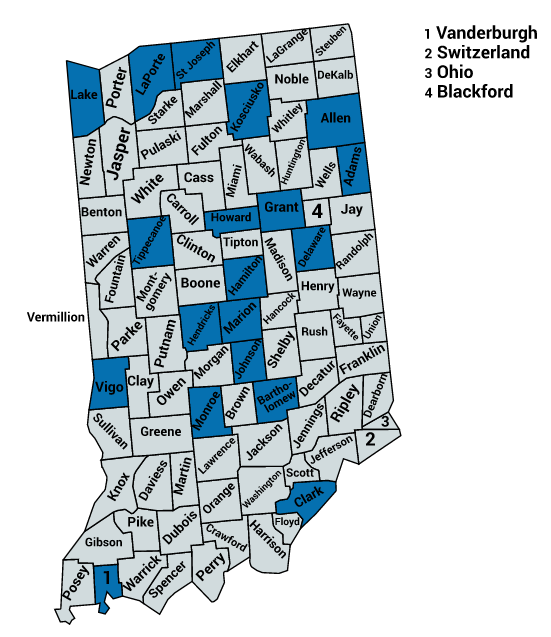 1 Vanderburgh
2 Switzerland
3 Ohio
4 Blackford
Lake
Porter
LaPorte
St Joseph
Elkhart
LaGrange
Steuben
Noble
DeKalb
Starke
Marshall
Kosciusko
Whitley
Allen
Newton
Jasper
Pulaski
Fulton
Wabash
Huntington
Wells
Adams
White
Cass
Miami
Benton
Carroll
Howard
Grant
4
Jay
Warren
Tippecanoe
Clinton
Tipton
Madison
Delaware
Randolph
Fountain
Mont-
gomery
Boone
Hamilton
Henry
Wayne
Vermillion
Parke
Putnam
Hendricks
Marion
Hancock
Rush
Fayette
Union
Vigo
Clay
Owen
Morgan
Johnson
Shelby
Decatur
Franklin
Sullivan
Greene
Monroe
Brown
Bartho-
lomew
Jennings
Ripley
Dearborn
3
2
Knox
Daviess
Martin
Lawrence
Jackson
Jefferson
Scott
Washington
Orange
Clark
Floyd
Gibson
Pike
Dubois
Crawford
Harrison
Posey
1
Warrick
Spencer
Perry